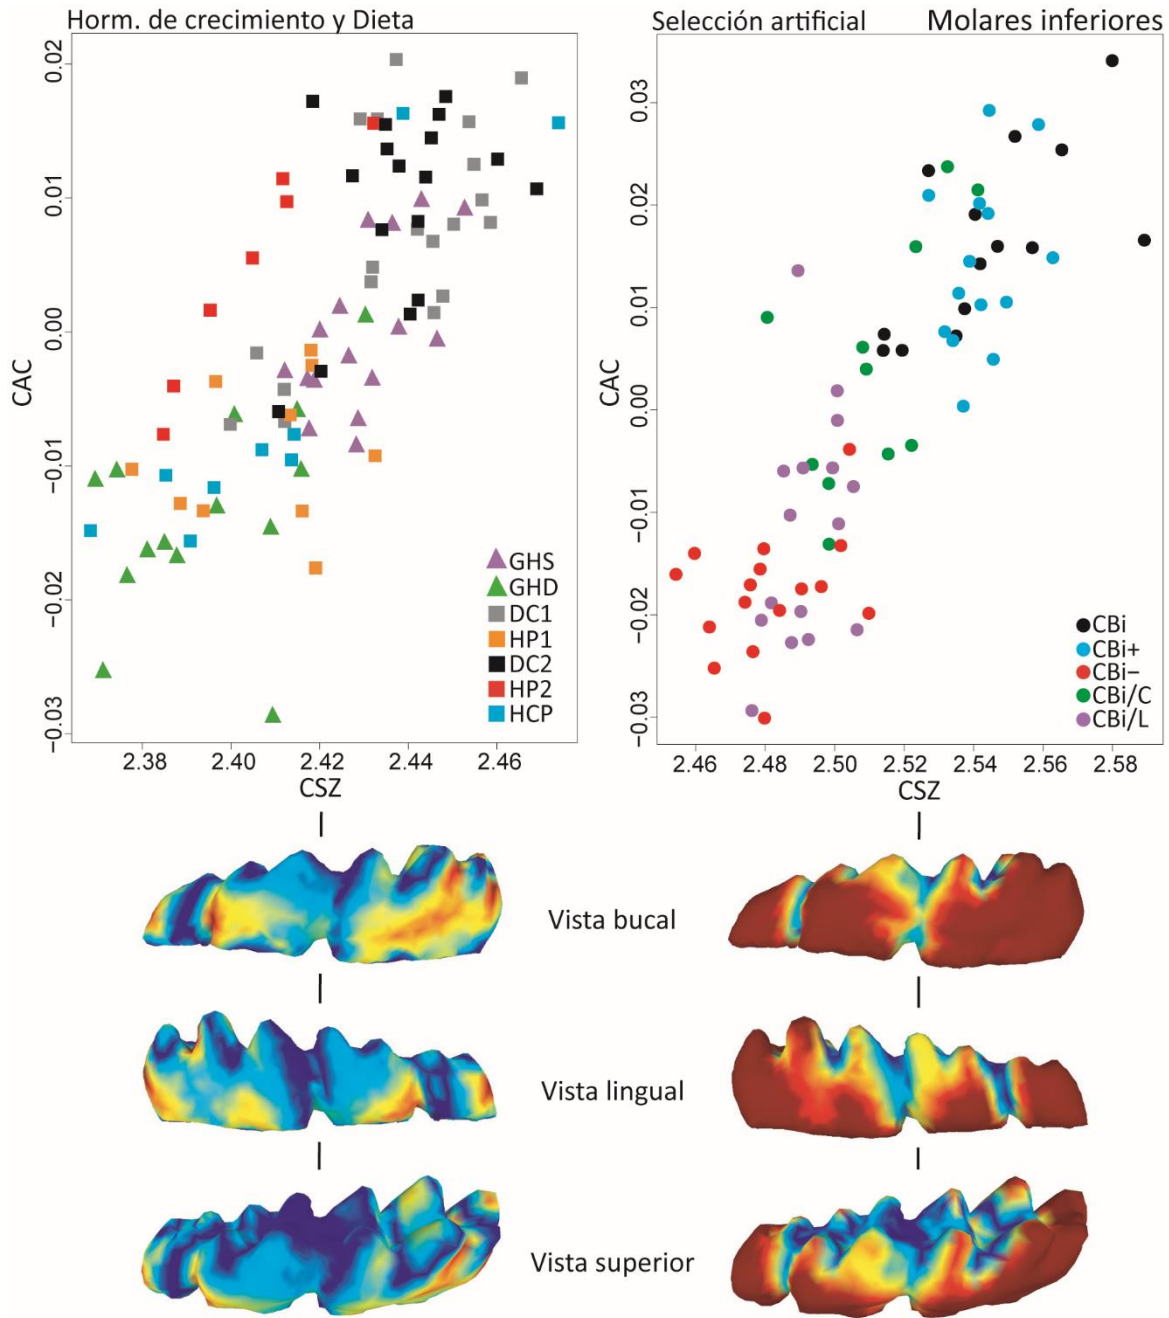 Horm. de crecimiento y Dieta
Selección artificial
Molares inferiores
CAC
0.02
0.01
0.00
−0.01
−0.02
−0.03
GHS
GHD
DC1
HP1
DC2
HP2
HCP
2.38 2.40 2.42 2.44 2.46
CSZ
CAC
0.03
0.02
0.01
0.00
−0.01
−0.02
−0.03
CBi
CBi+
CBi−
CBi/C
CBi/L
2.46 2.48 2.50 2.52 2.54 2.56 2.58
CSZ
Vista bucal
Vista lingual
Vista superior